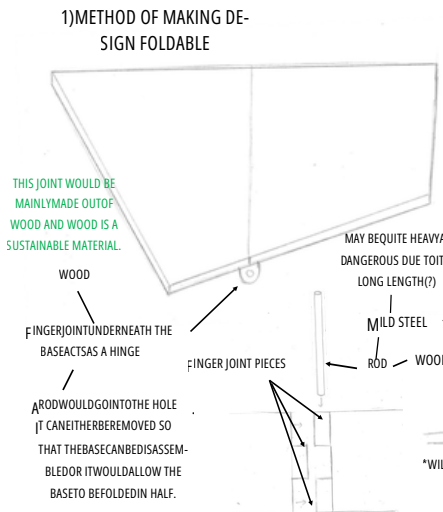 1)METHOD OF MAKING DE-
SIGN FOLDABLE
THIS JOINT WOULD BE
MAINLYMADE OUTOF
WOOD AND WOOD IS A
SUSTAINABLE MATERIAL.
WOOD
FINGERJOINTUNDERNEATH THE
BASEACTSAS A HINGE
ARODWOULDGOINTOTHE HOLE
IT CANEITHERBEREMOVED SO
THAT THEBASECANBEDISASSEM-
BLEDOR ITWOULDALLOW THE
BASETO BEFOLDEDIN HALF.
FINGER JOINT PIECES
MAY BEQUITE HEAVYA
DANGEROUS DUE TOIT
LONG LENGTH(?)
MILD STEEL
ROD
WOO
*WIL